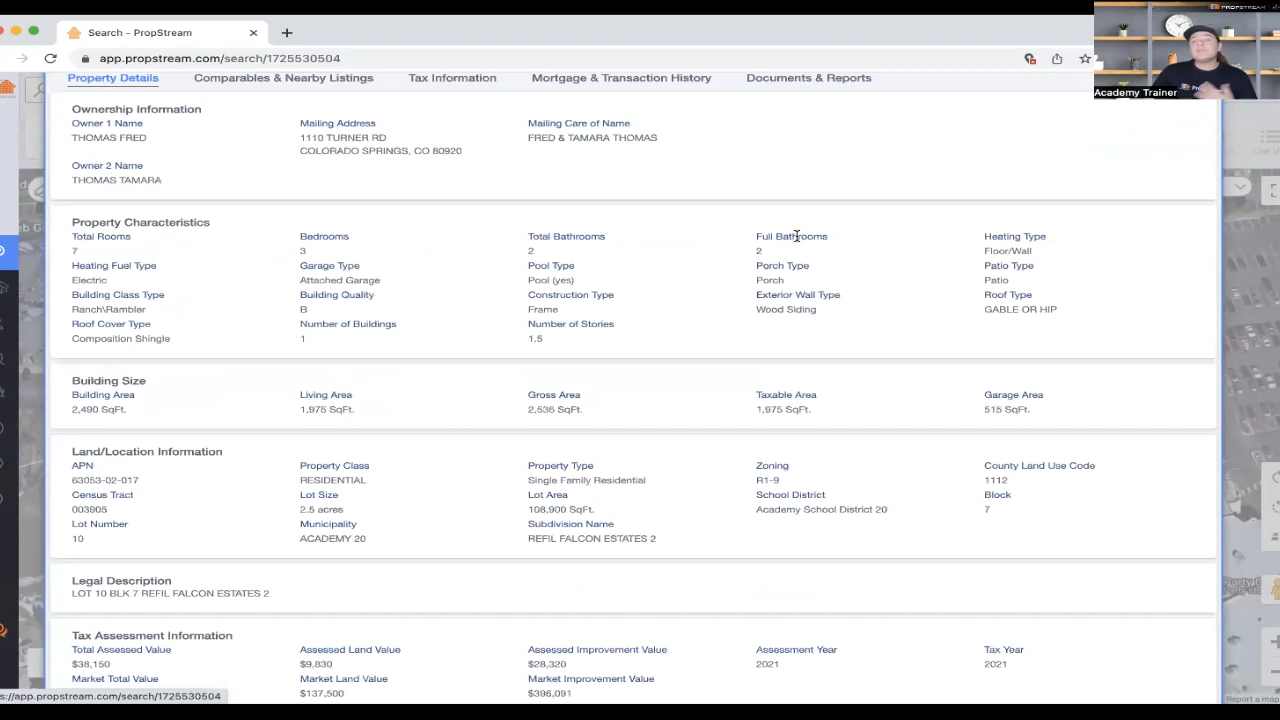 Search - PropStream
app.propstream.com/search/1725530504
PROPSTREAM
Academy Trainer
Property Details Comparables & Nearby Listings Tax Information Mortgage & Transaction History Documents & Reports
Ownership Information
Owner 1 Name Mailing Address Mailing Care of Name
THOMAS FRED 1110 TURNER RD FRED & TAMARA THOMAS
COLORADO SPRINGS, CO 80920
Owner 2 Name
THOMAS TAMARA
Property Characteristics
Total Rooms Bedrooms Total Bathrooms Full Bathrooms Heating Type
7 3 2 2 Floor/Wall
Heating Fuel Type Garage Type Pool Type Porch Type Patio Type
Electric Attached Garage Pool (yes) Porch Patio
Building Class Type Building Quality Construction Type Exterior Wall Type Roof Type
Ranch\Rambler B Frame Wood Siding GABLE OR HIP
Roof Cover Type Number of Buildings Number of Stories
Composition Shingle 1 1.5
Building Size
Building Area Living Area Gross Area Taxable Area Garage Area
2,490 SqFt. 1,975 SqFt. 2,536 SqFt. 1,975 SqFt. 515 SqFt.
Land/Location Information
APN Property Class Property Type Zoning County Land Use Code
63053-02-017 RESIDENTIAL Single Family Residential R1-9 1112
Census Tract Lot Size Lot Area School District Block
003905 2.5 acres 108,900 SqFt. Academy School District 20 7
Lot Number Municipality Subdivision Name
10 ACADEMY 20 REFIL FALCON ESTATES 2
Legal Description
LOT 10 BLK 7 REFIL FALCON ESTATES 2
Tax Assessment Information
Total Assessed Value Assessed Land Value Assessed Improvement Value Assessment Year Tax Year
$38,150 $9,830 $28,320 2021 2021
Market Total Value Market Land Value Market Improvement Value
$137,500 $396,091
s://app.propstream.com/search/1725530504
Report a map